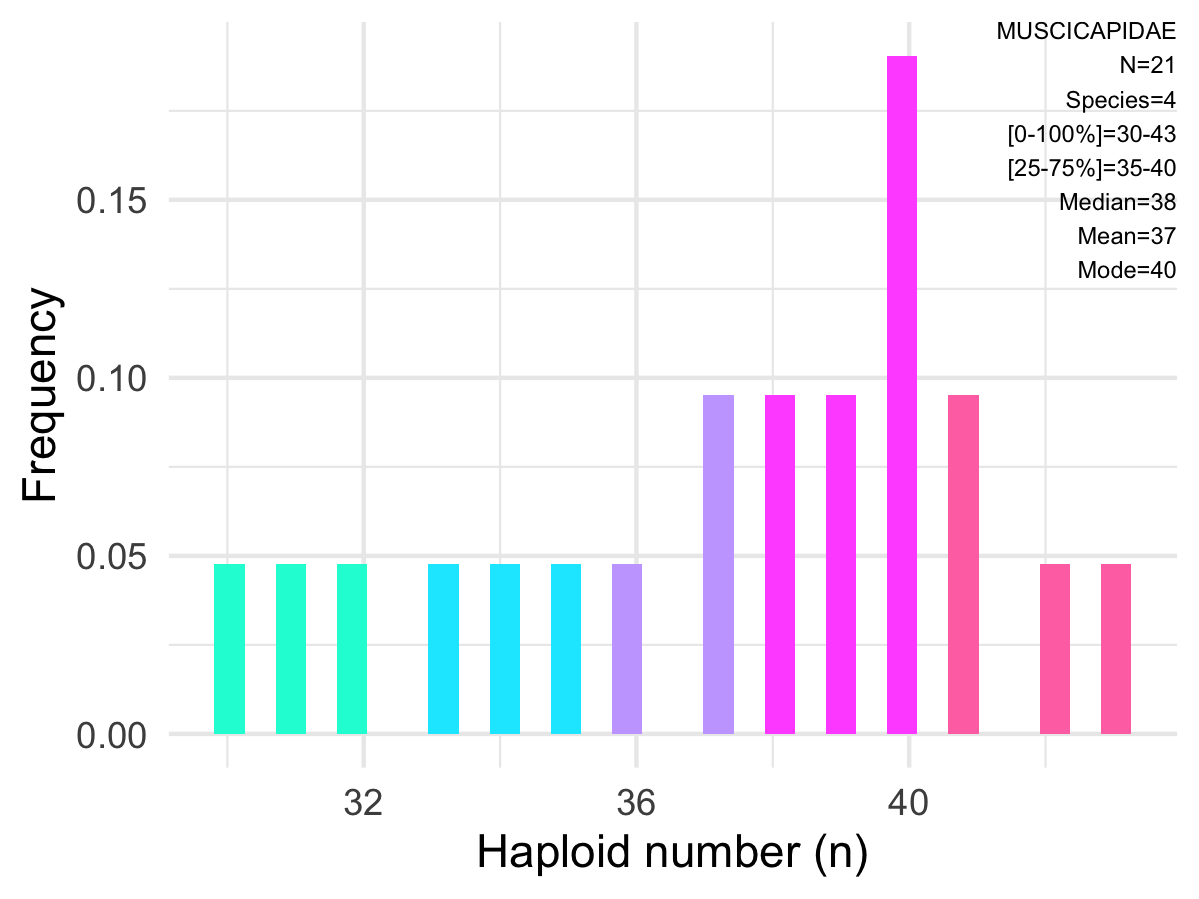 MUSCICAPIDAE
N=21
Species=4
[0-100%]=30-43
[25-75%]=35-40
Median=38
Mean=37
Mode=40
Frequency
0.15
0.10
0.05
0.00
32 36 40
Haploid number (n)